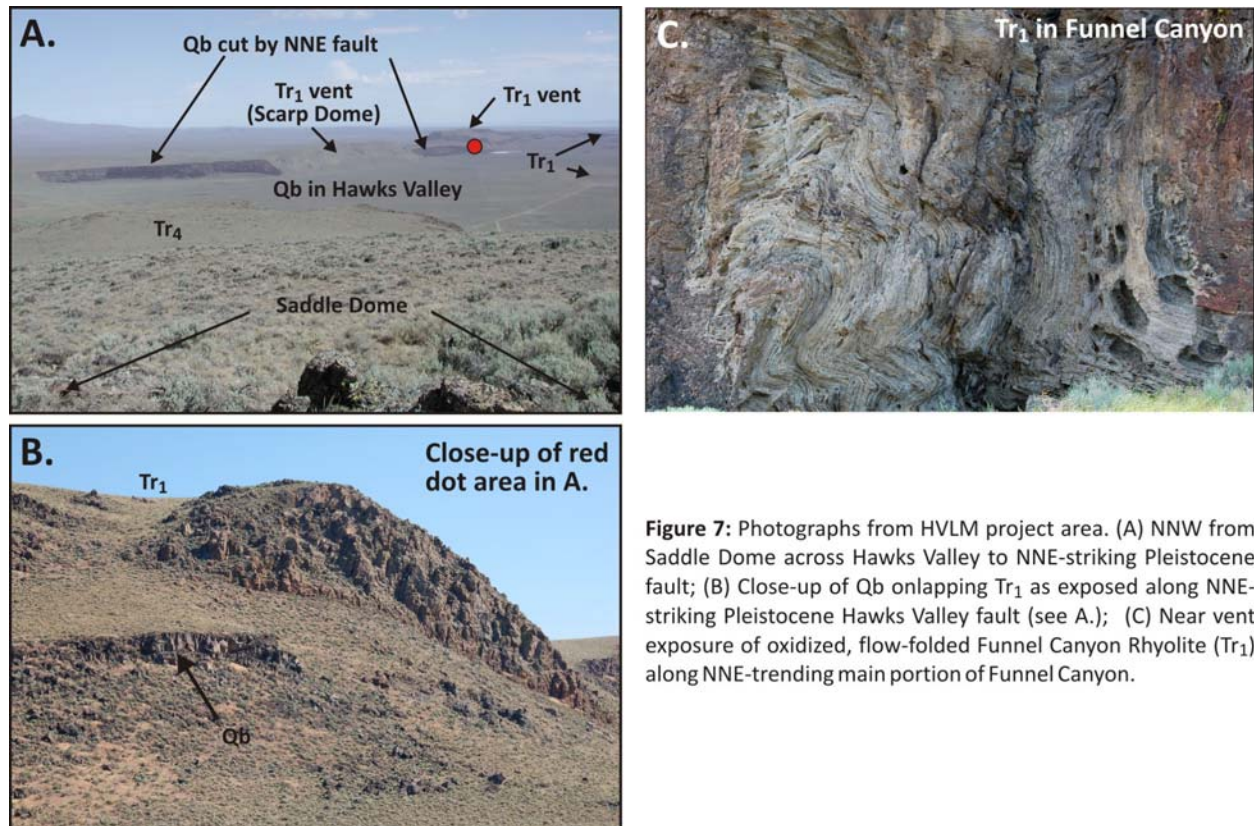 A.
Qb cut by NNE fault
Tr₁ vent
(Scarp Dome)
Tr₁ vent
Tr₁
Qb in Hawks Valley
Tr₄
Saddle Dome
B.
Close-up of red
dot area in A.
Tr₁
Qb
C.
Tr₁ in Funnel Canyon
Figure 7: Photographs from HVLM project area. (A) NNW from
Saddle Dome across Hawks Valley to NNE-striking Pleistocene
fault; (B) Close-up of Qb onlapping Tr₁ as exposed along NNE-
striking Pleistocene Hawks Valley fault (see A.); (C) Near vent
exposure of oxidized, flow-folded Funnel Canyon Rhyolite (Tr₁)
along NNE-trending main portion of Funnel Canyon.